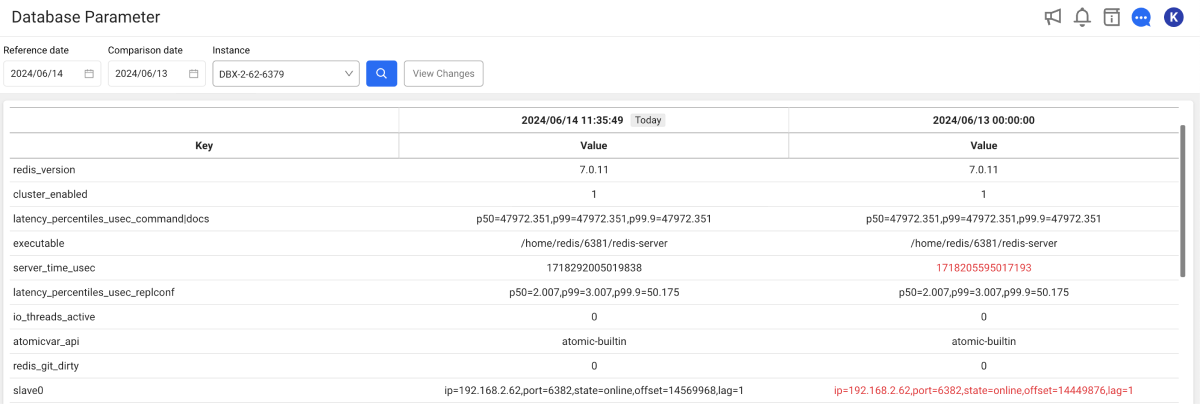 Database Parameter
K
Reference date Comparison date Instance
2024/06/14 2024/06/13 DBX-2-62-6379 View Changes
2024/06/14 11:35:49 Today 2024/06/13 00:00:00
Key Value Value
redis_version 7.0.11 7.0.11
cluster_enabled 1 1
latency_percentiles_usec_command|docs p50=47972.351,p99=47972.351,p99.9=47972.351 p50=47972.351,p99=47972.351,p99.9=47972.351
executable /home/redis/6381/redis-server /home/redis/6381/redis-server
server_time_usec 1718292005019838 1718205595017193
latency_percentiles_usec_replconf p50=2.007,p99=3.007,p99.9=50.175 p50=2.007,p99=3.007,p99.9=50.175
io_threads_active 0 0
atomicvar_api atomic-builtin atomic-builtin
redis_git_dirty 0 0
slave0 ip=192.168.2.62,port=6382,state=online,offset=14569968,lag=1 ip=192.168.2.62,port=6382,state=online,offset=14449876,lag=1